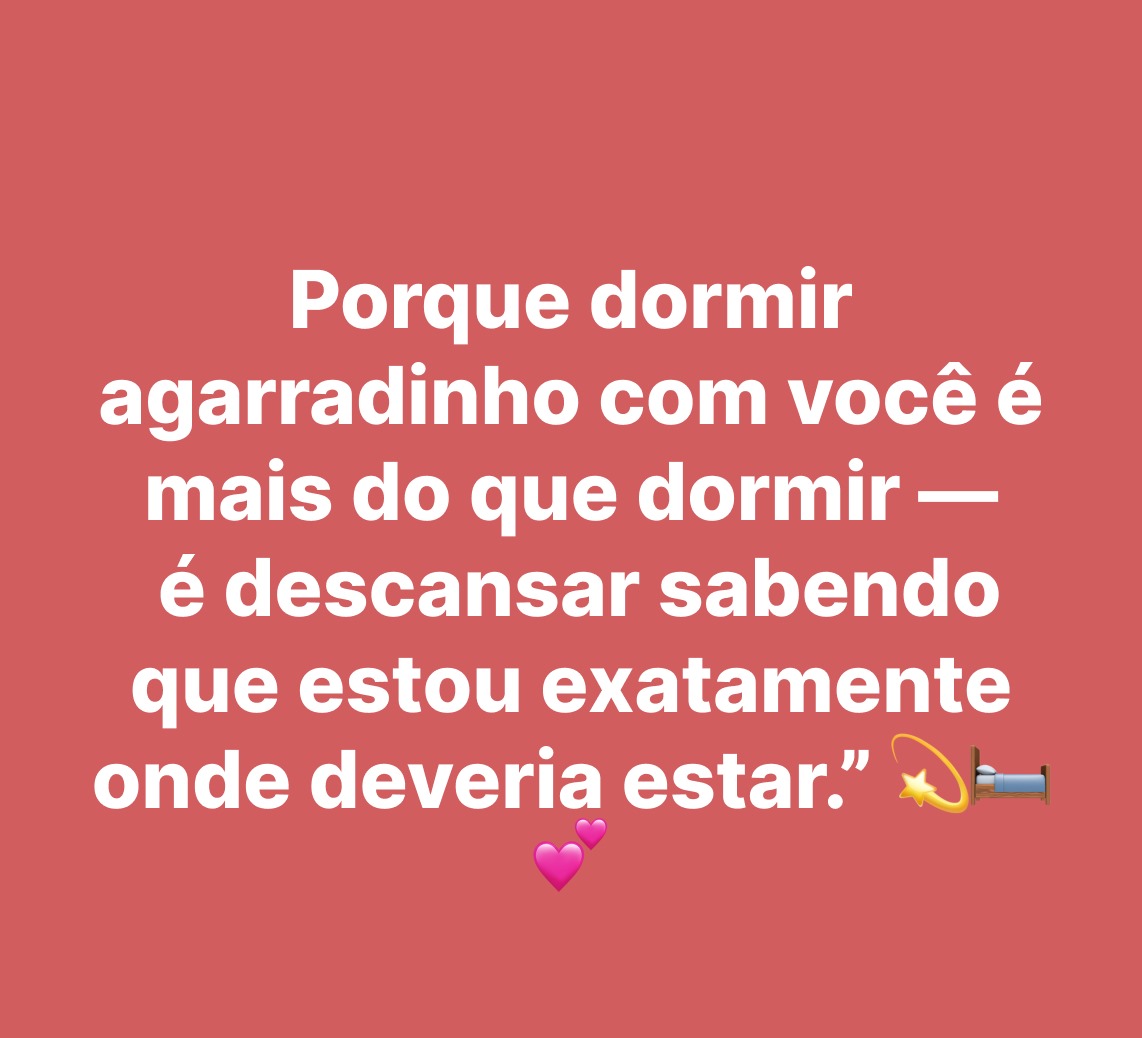 Porque dormir
agarradinho com você é
mais do que dormir —
é descansar sabendo
que estou exatamente
onde deveria estar.” 💫🛏️
💕